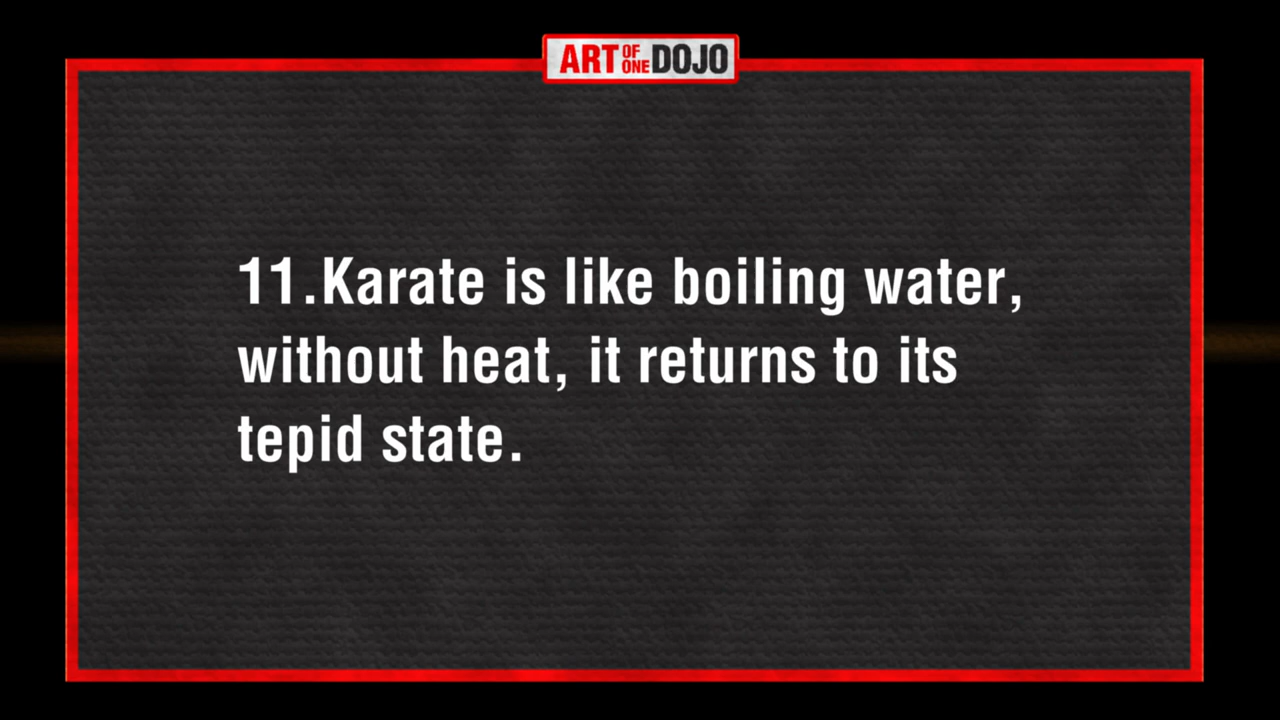 ART OF ONE DOJO
11.Karate is like boiling water,
without heat, it returns to its
tepid state.